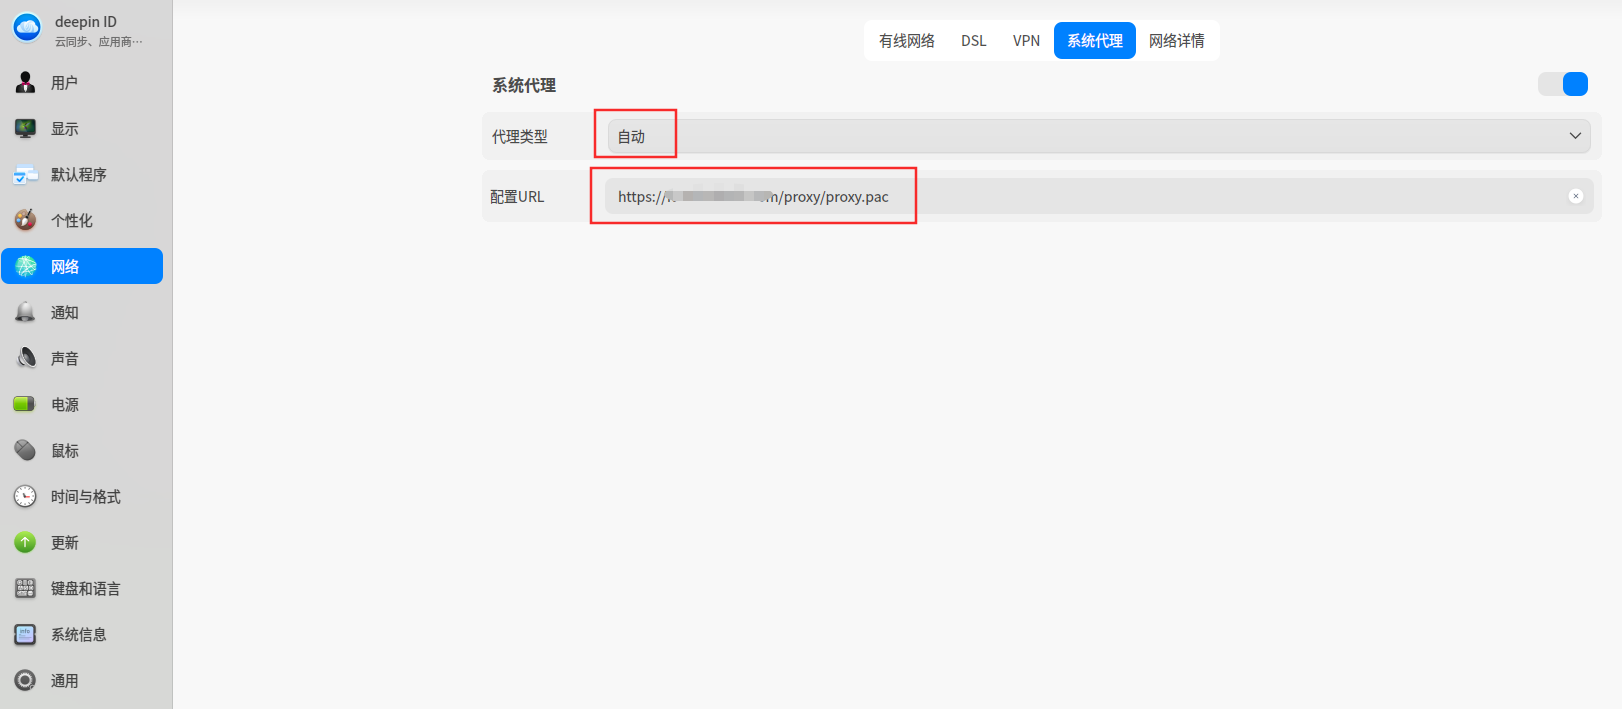 deepin ID
云同步、应用商…
用户
显示
默认程序
个性化
网络
通知
声音
电源
鼠标
时间与格式
更新
键盘和语言
系统信息
通用
有线网络 DSL VPN 系统代理 网络详情
系统代理
代理类型 自动
配置URL https:// m/proxy/proxy.pac